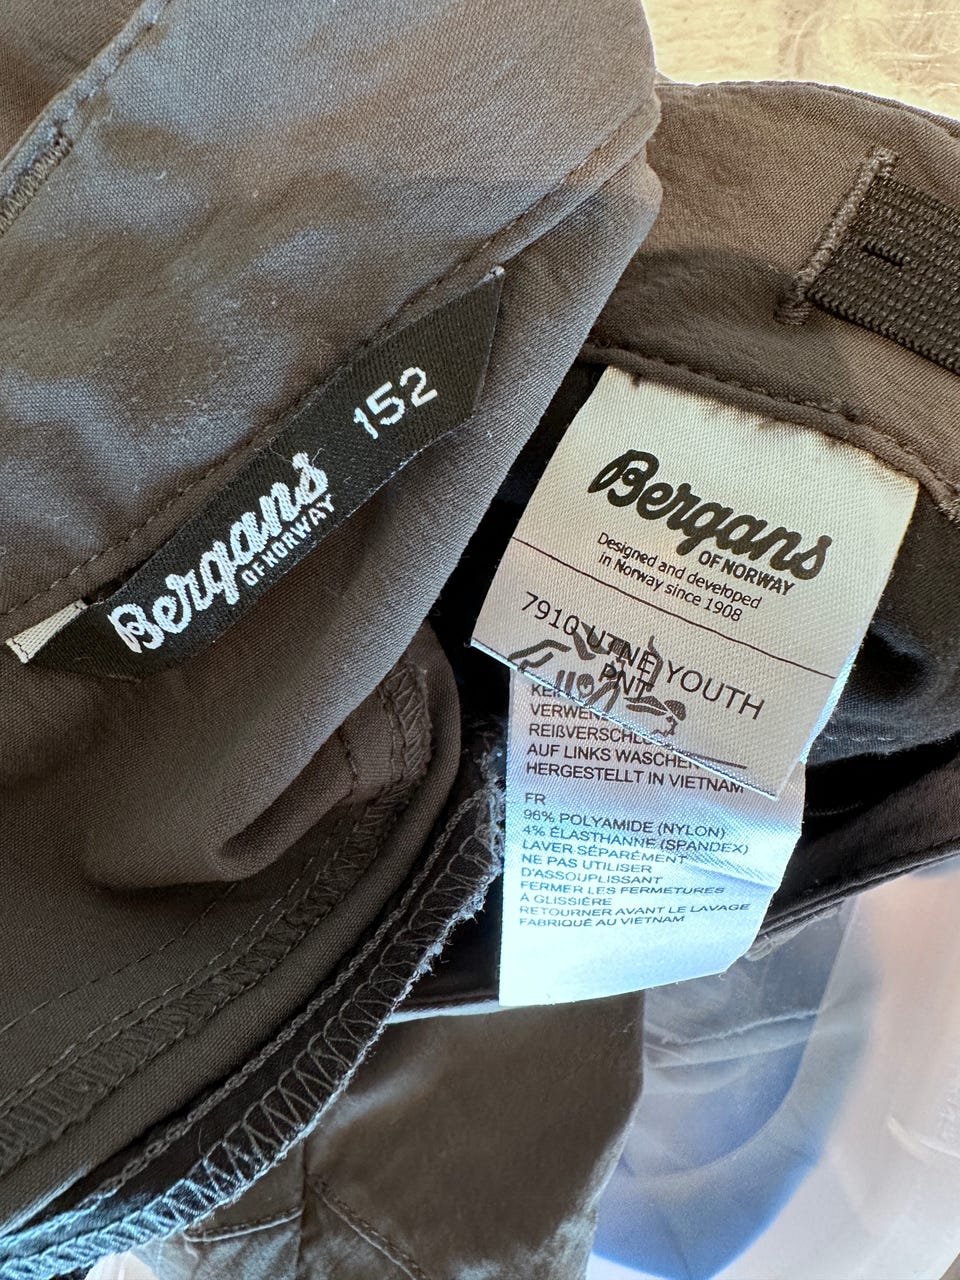 Bergans
OF NORWAY
152
Bergans
OF NORWAY
Designed and developed
in Norway since 1908
7910 UTNE YOUTH
PNT
VERWEN
REIßVERSCHLÜ
AUF LINKS WASCHEN
HERGESTELLT IN VIETNAM
FR
96% POLYAMIDE (NYLON)
4% ÉLASTHANNE (SPANDEX)
LAVER SÉPARÉMENT
NE PAS UTILISER
D'ASSOUPLISSANT
FERMER LES FERMETURES
À GLISSIÈRE
RETOURNER AVANT LE LAVAGE
FABRIQUÉ AU VIETNAM